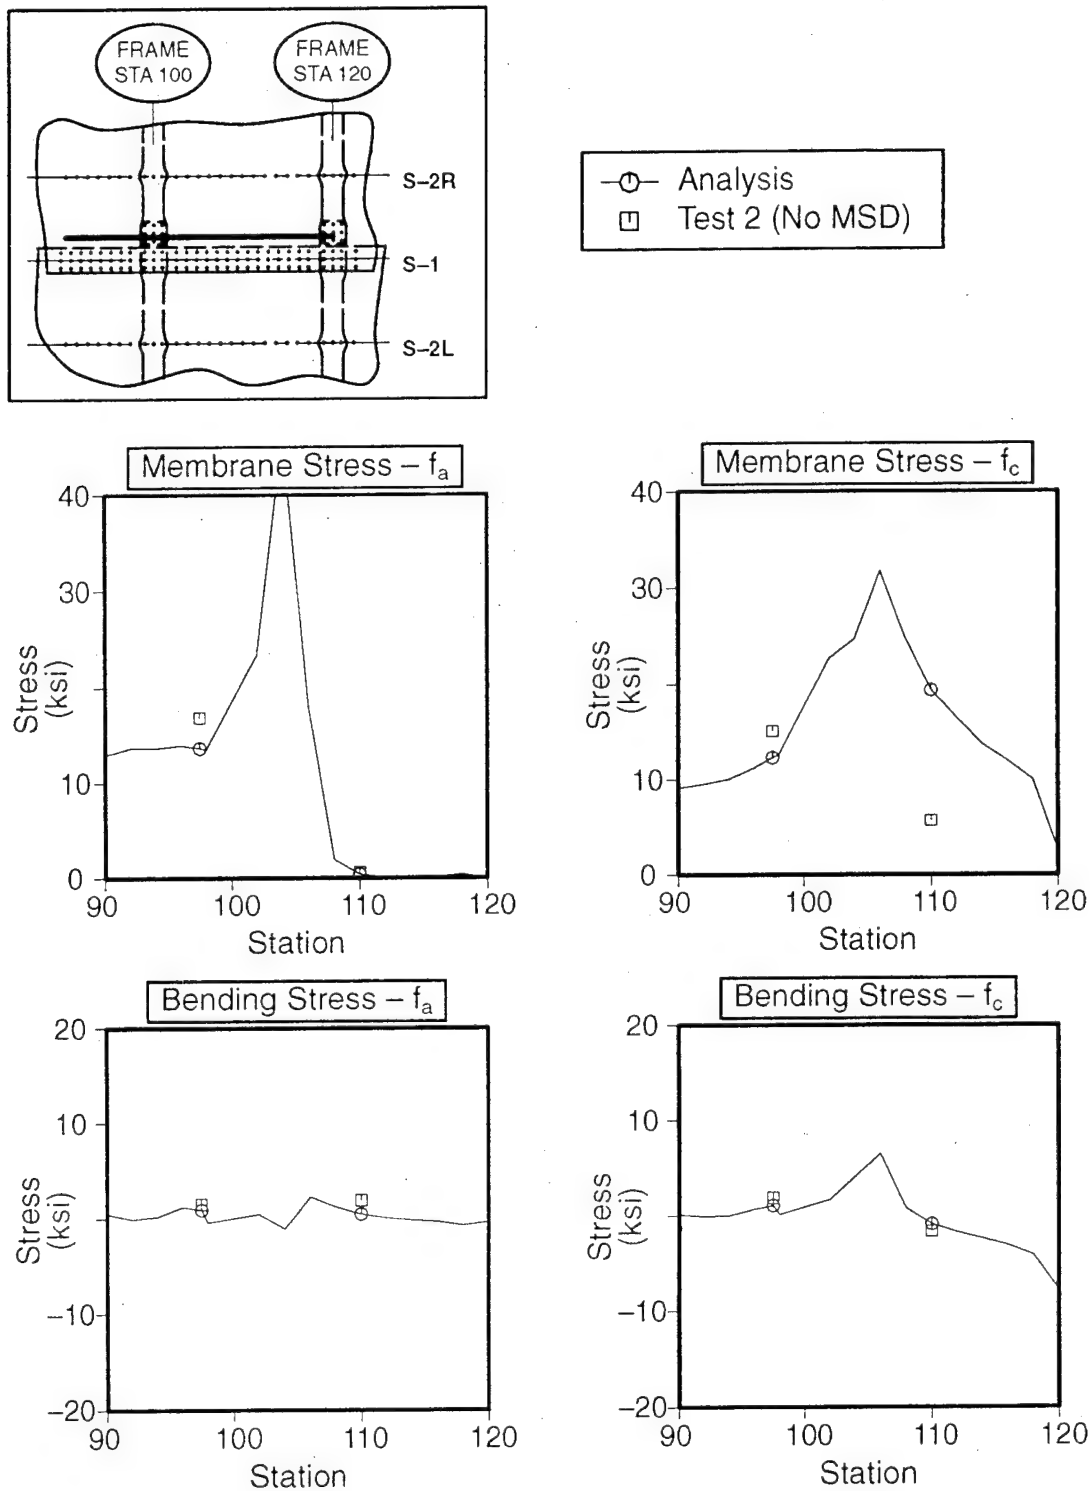 FRAME
STA 100
FRAME
STA 120
S–2R
S–1
S–2L
Analysis
Test 2 (No MSD)
Membrane Stress – fa
40
30
10
0
90 100 110 120
Stress
(ksi)
Station
Membrane Stress – fc
40
30
20
10
0
90 100 110 120
Stress
(ksi)
Station
Bending Stress – fa
20
10
–10
–20
90 100 110 120
Stress
(ksi)
Station
Bending Stress – fc
20
10
–10
–20
90 100 110 120
Stress
(ksi)
Station